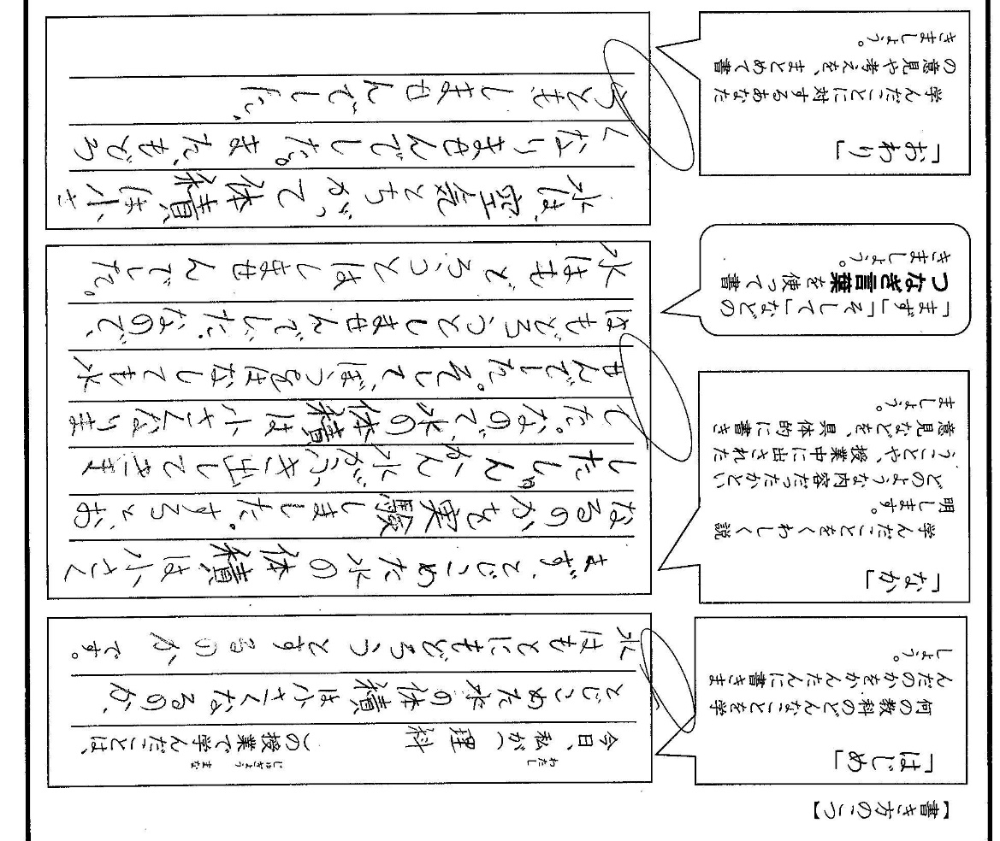 【書き方のこつ】
「はじめ」
何の教科のどんなことを学
んだのかをかんたんに書きま
しょう。
わたし じゅぎょう まな
今日、私が（理科）の授業で学んだことは、
とじこめた水の体積は小さくなるのか、
水はもとにもどろうとするのか です。
「なか」
学んだことをくわしく説
明します。
どのような内容だったかとい
うことや、授業中に出された
意見などを、具体的に書き
ましょう。
「まず」「そして」などの
つなぎ言葉を使って書
きましょう。
まず、とじこめた水の体積は小さく
なるのかを実験しました。するとお
したしゅんかん水がふき出してきま
した。なので水の体積は小さくなりま
せんでした。そして、ぼうをはなしても水
はもどろうとしませんでした。なので、
水はもどろうとはしませんでした。
「おわり」
学んだことに対するあなた
の意見や考えを、まとめて書
きましょう。
水は、空気とちがって、体積は小さ
くなりませんでした。また、もどろ
うともしませんでした。